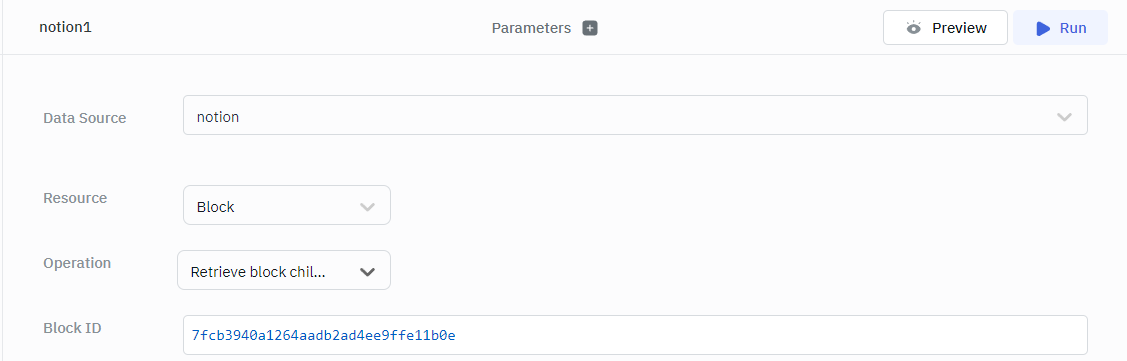 notion1 Parameters Preview Run
Data Source notion
Resource Block
Operation Retrieve block chil...
Block ID 7fcb3940a1264aadb2ad4ee9ffe11b0e